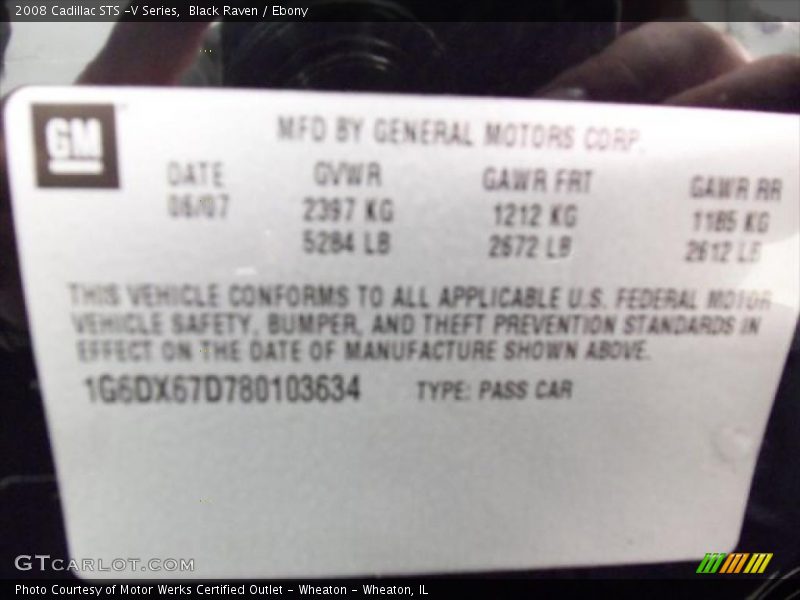 2008 Cadillac STS -V Series, Black Raven / Ebony
GM
MFD BY GENERAL MOTORS CORP.
DATE GVWR GAWR FRT GAWR RR
06/07 2397 KG 1212 KG 1185 KG
5284 LB 2672 LB 2612 LB
THIS VEHICLE CONFORMS TO ALL APPLICABLE U.S. FEDERAL MOTOR
VEHICLE SAFETY, BUMPER, AND THEFT PREVENTION STANDARDS IN
EFFECT ON THE DATE OF MANUFACTURE SHOWN ABOVE.
1G6DX67D780103634 TYPE: PASS CAR
GTcarlot.com
Photo Courtesy of Motor Werks Certified Outlet - Wheaton - Wheaton, IL